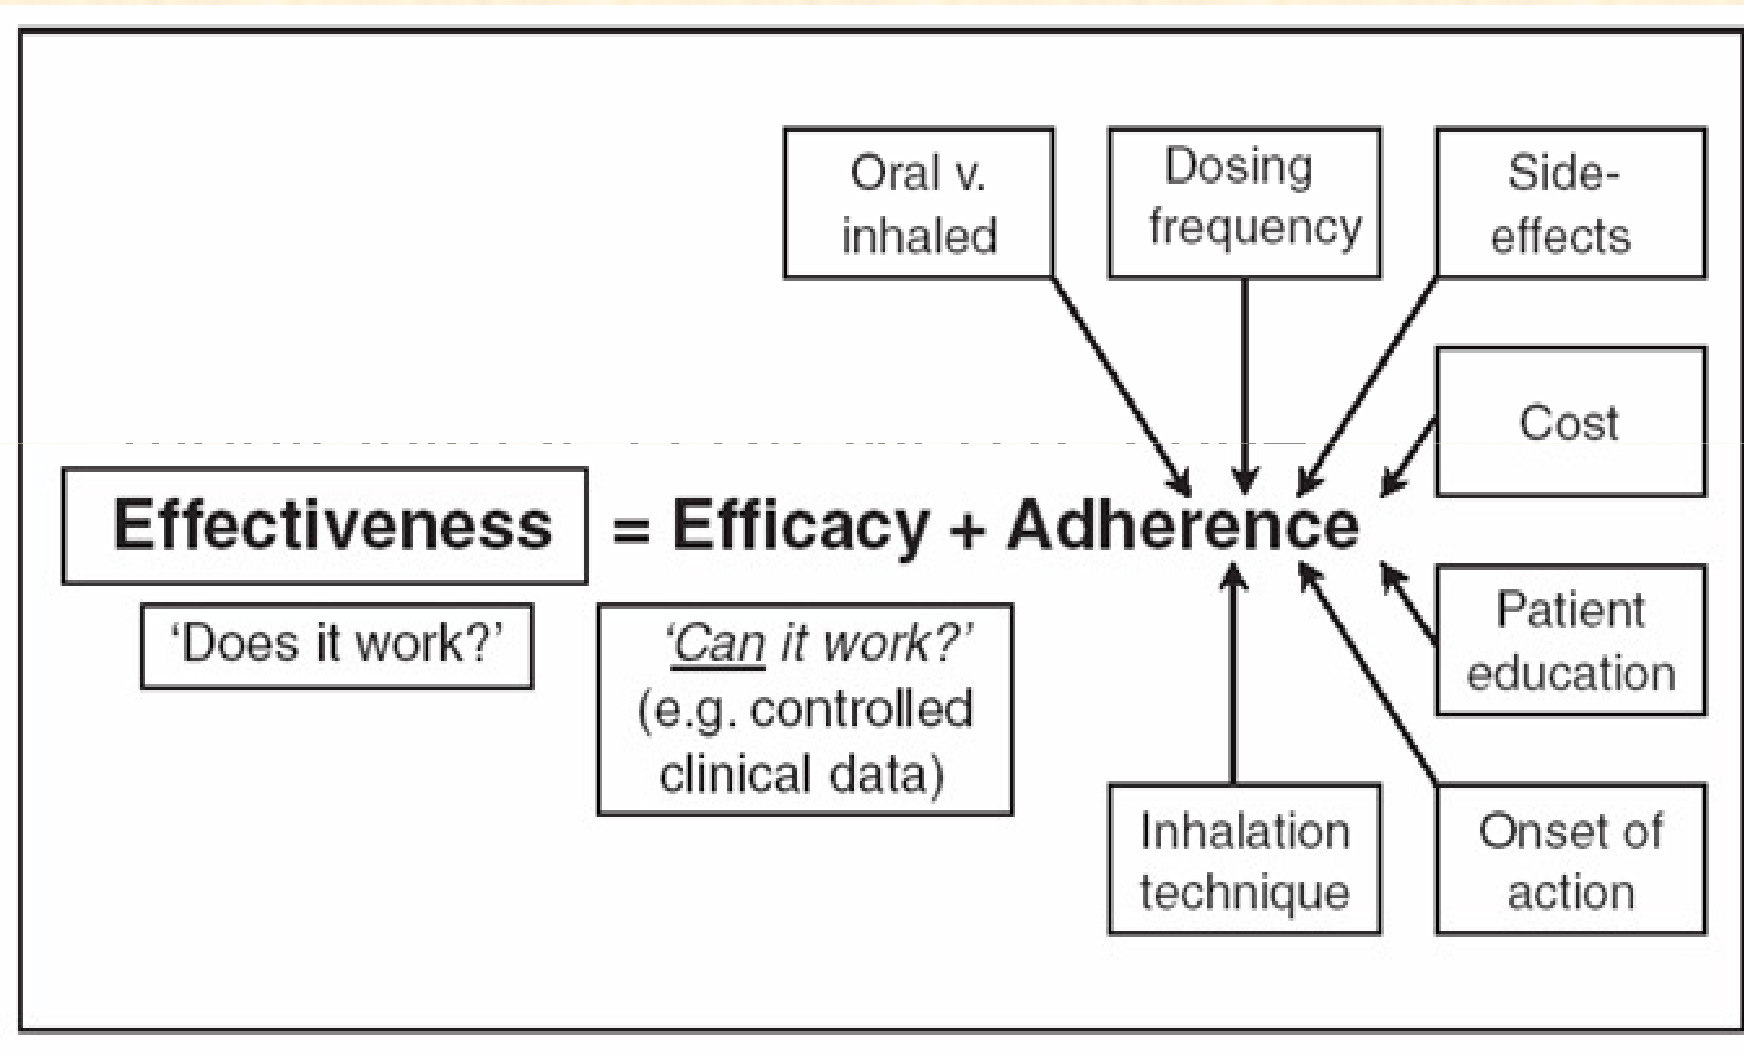 Oral v.
inhaled
Dosing
frequency
Side-
effects
Cost
Effectiveness = Efficacy + Adherence
‘Does it work?’
‘Can it work?’
(e.g. controlled
clinical data)
Patient
education
Inhalation
technique
Onset of
action